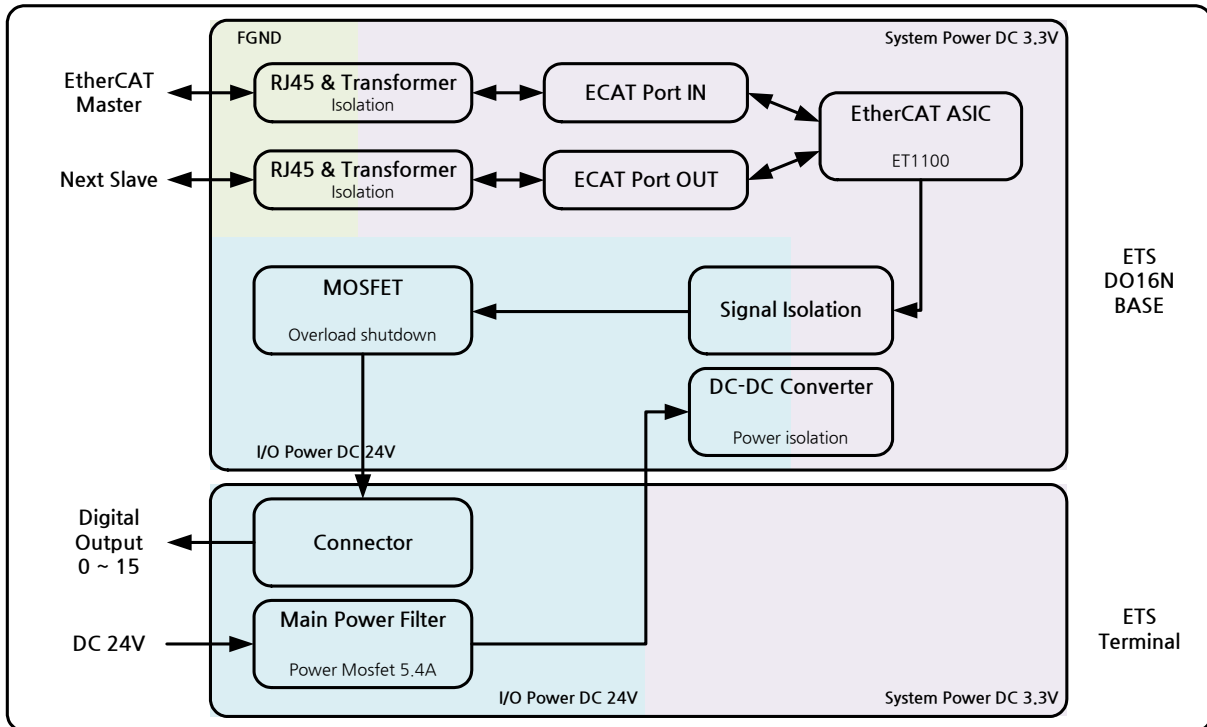 FGND
System Power DC 3.3V
EtherCAT
Master
RJ45 & Transformer
Isolation
ECAT Port IN
EtherCAT ASIC
ET1100
Next Slave
RJ45 & Transformer
Isolation
ECAT Port OUT
ETS
DO16N
BASE
MOSFET
Overload shutdown
Signal Isolation
DC-DC Converter
Power isolation
I/O Power DC 24V
Digital
Output
0 ~ 15
Connector
DC 24V
Main Power Filter
Power Mosfet 5.4A
ETS
Terminal
I/O Power DC 24V
System Power DC 3.3V